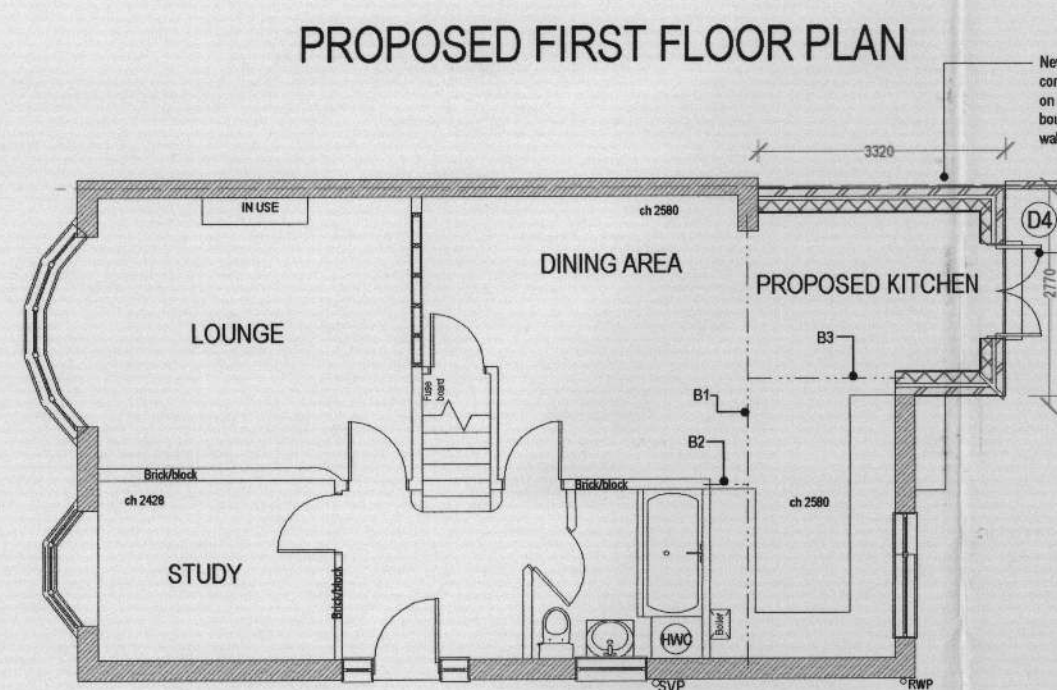 PROPOSED FIRST FLOOR PLAN
on
3320
IN USE
ch 2580
D4
DINING AREA
PROPOSED KITCHEN
2770
LOUNGE
B3
Fuse
board
B1
B2
Brick/block
Brick/block
ch 2428
ch 2580
STUDY
Brick/block
Boiler
HWC
SVP
RWP